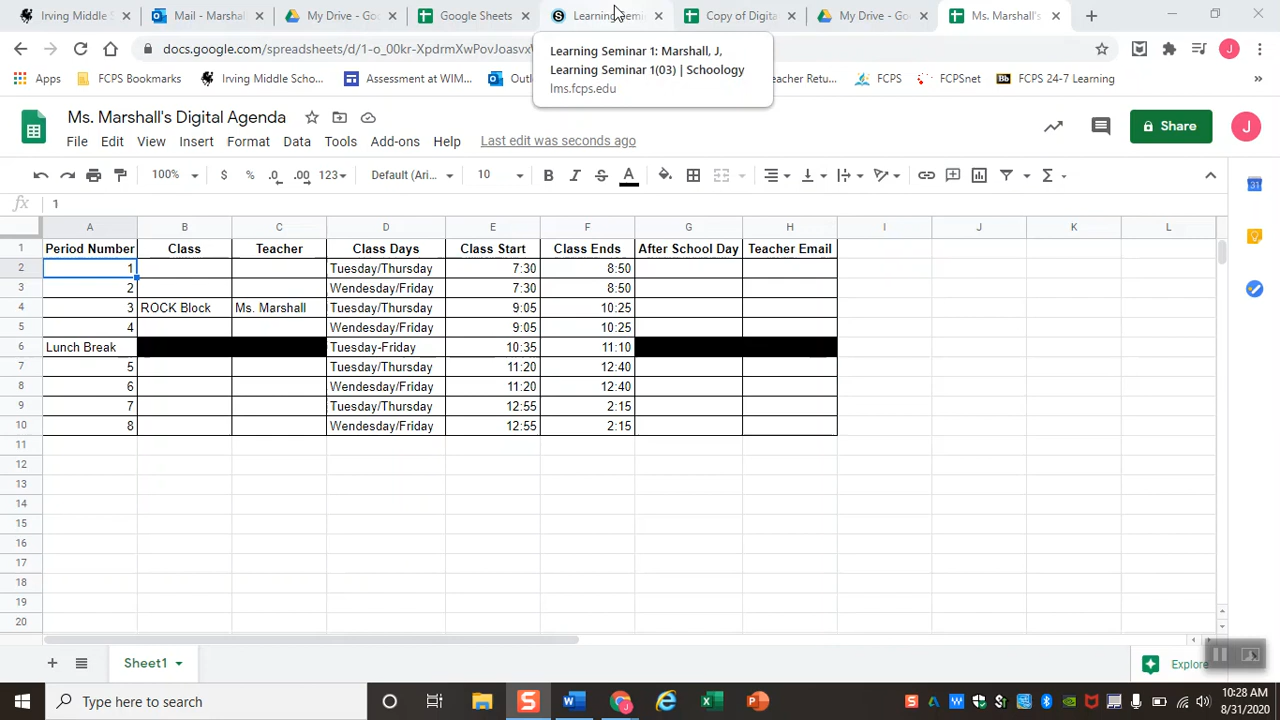 Irving Middle S
Mail - Marsha
My Drive - Go
Google Sheets
Learning Semi
Copy of Digita
My Drive - Go
Ms. Marshall's
docs.google.com/spreadsheets/d/1-o_00kr-XpdrmXwPovJoasvx
Learning Seminar 1: Marshall, J,
Learning Seminar 1(03) | Schoology
lms.fcps.edu
Apps
FCPS Bookmarks
Irving Middle Schoo...
Assessment at WIM...
Teacher Retu...
FCPS
FCPSnet
Bb FCPS 24-7 Learning
Ms. Marshall's Digital Agenda
Share
J
File Edit View Insert Format Data Tools Add-ons Help Last edit was seconds ago
100% $ % .0 .00 123 Default (Ari... 10 B I S A
fx 1
A B C D E F G H I J K L
1 Period Number Class Teacher Class Days Class Start Class Ends After School Day Teacher Email
2 1 Tuesday/Thursday 7:30 8:50
3 2 Wendesday/Friday 7:30 8:50
4 3 ROCK Block Ms. Marshall Tuesday/Thursday 9:05 10:25
5 4 Wendesday/Friday 9:05 10:25
6 Lunch Break Tuesday-Friday 10:35 11:10
7 5 Tuesday/Thursday 11:20 12:40
8 6 Wendesday/Friday 11:20 12:40
9 7 Tuesday/Thursday 12:55 2:15
10 8 Wendesday/Friday 12:55 2:15
11
12
13
14
15
16
17
18
19
20
Sheet1
Explore
Type here to search
10:28 AM
8/31/2020